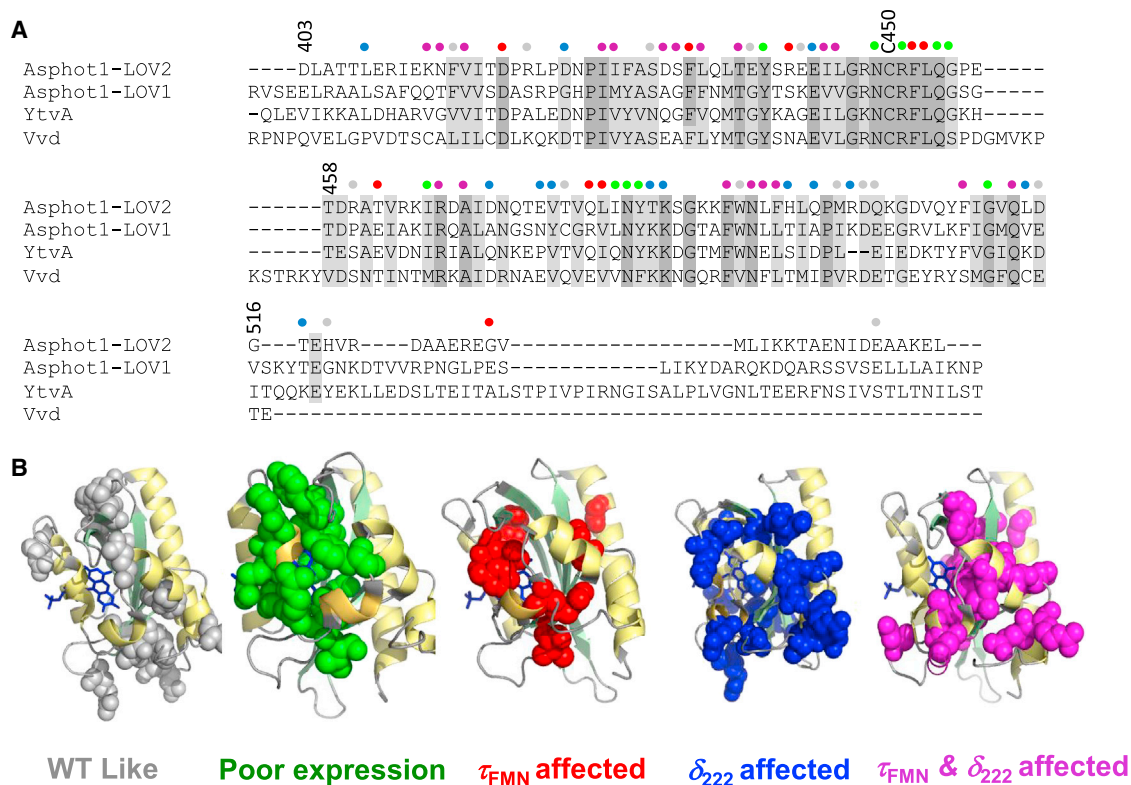 A
403
C450
Asphot1-LOV2 ----DLATTLERIEKNFVITDPRLPDNPIIFASDSFLQLTEYSREEILGRNCRFLQGPE-----
Asphot1-LOV1 RVSEELRAALSAFQQTFVVSDASRPGHPIMYASAGFFNMTGYTSKEVVGRNCRFLQGSG-----
YtvA -QLEVIKKALDHARVGVVITDPALEDNPIVYVNQGFVQMTGYKAGEILGKNCRFLQGKH-----
Vvd RPNPQVELGPVDTSCALILCDLKQKDTPIVYASEAFLYMTGYSNAEVLGRNCRFLQSPDGMVKP
458
Asphot1-LOV2 ------TDRATVRKIRDAIDNQTEVTVQLINYTKSGKKFWNLFHLQPMRDQKGDVQYFIGVQLD
Asphot1-LOV1 ------TDPAEIAKIRQALANGSNYCGRVLNYKKDGTAFWNLLTIAPIKDEEGRVLKFIGMQVE
YtvA ------TESAEVDNIRIALQNKEPVTVQIQNYKKDGTMFWNELSIDPL--EIEDKTYFVGIQKD
Vvd KSTRKYVDSNTINTMRKAIDRNAEVQVEVVNFKKNGQRFVNFLTMIPVRDETGEYRYSMGFQCE
516
Asphot1-LOV2 G---TEHVR----DAAEREGV------------------MLIKKTAENIDEAAKEL---
Asphot1-LOV1 VSKYTEGNKDTVVRPNGLPES------------LIKYDARQKDQARSSVSELLLAIKNP
YtvA ITQQKEYEKLLEDSLTEITALSTPIVPIRNGISALPLVGNLTEERFNSIVSTLTNILST
Vvd TE---------------------------------------------------------
B
WT Like
Poor expression
τFMN affected
δ222 affected
τFMN & δ222 affected